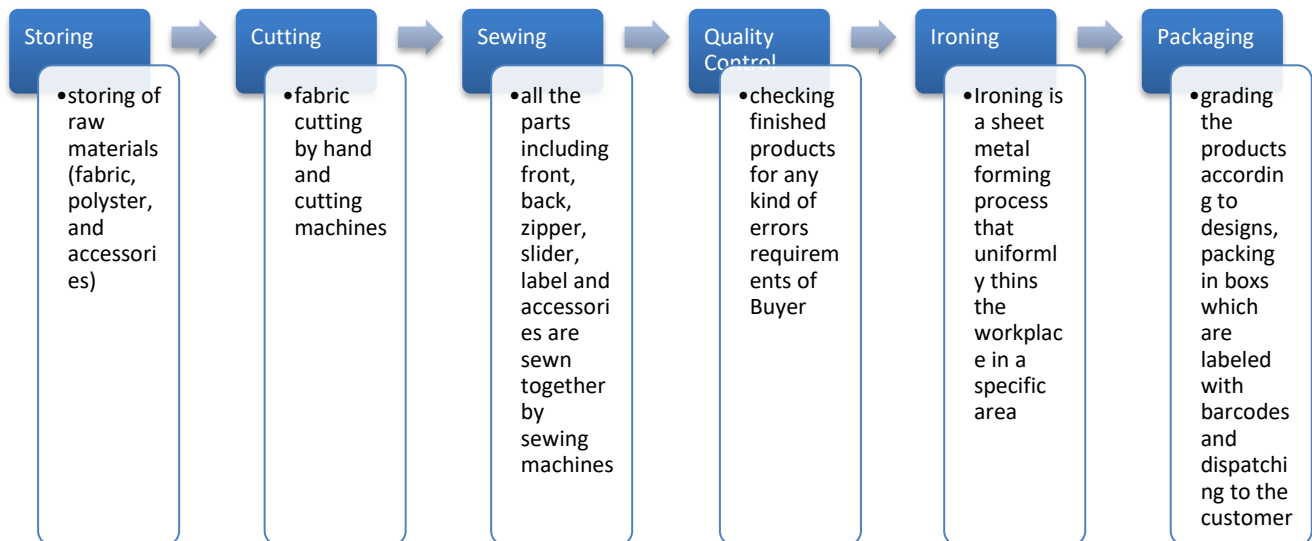 Storing
•storing of
raw
materials
(fabric,
polyster,
and
accessori
es)
Cutting
•fabric
cutting
by hand
and
cutting
machines
Sewing
•all the
parts
including
front,
back,
zipper,
slider,
label and
accessori
es are
sewn
together
by
sewing
machines
Quality
Control
•checking
finished
products
for any
kind of
errors
requirem
ents of
Buyer
Ironing
•Ironing is
a sheet
metal
forming
process
that
uniforml
y thins
the
workplac
e in a
specific
area
Packaging
•grading
the
products
accordin
g to
designs,
packing
in boxs
which
are
labeled
with
barcodes
and
dispatchi
ng to the
customer